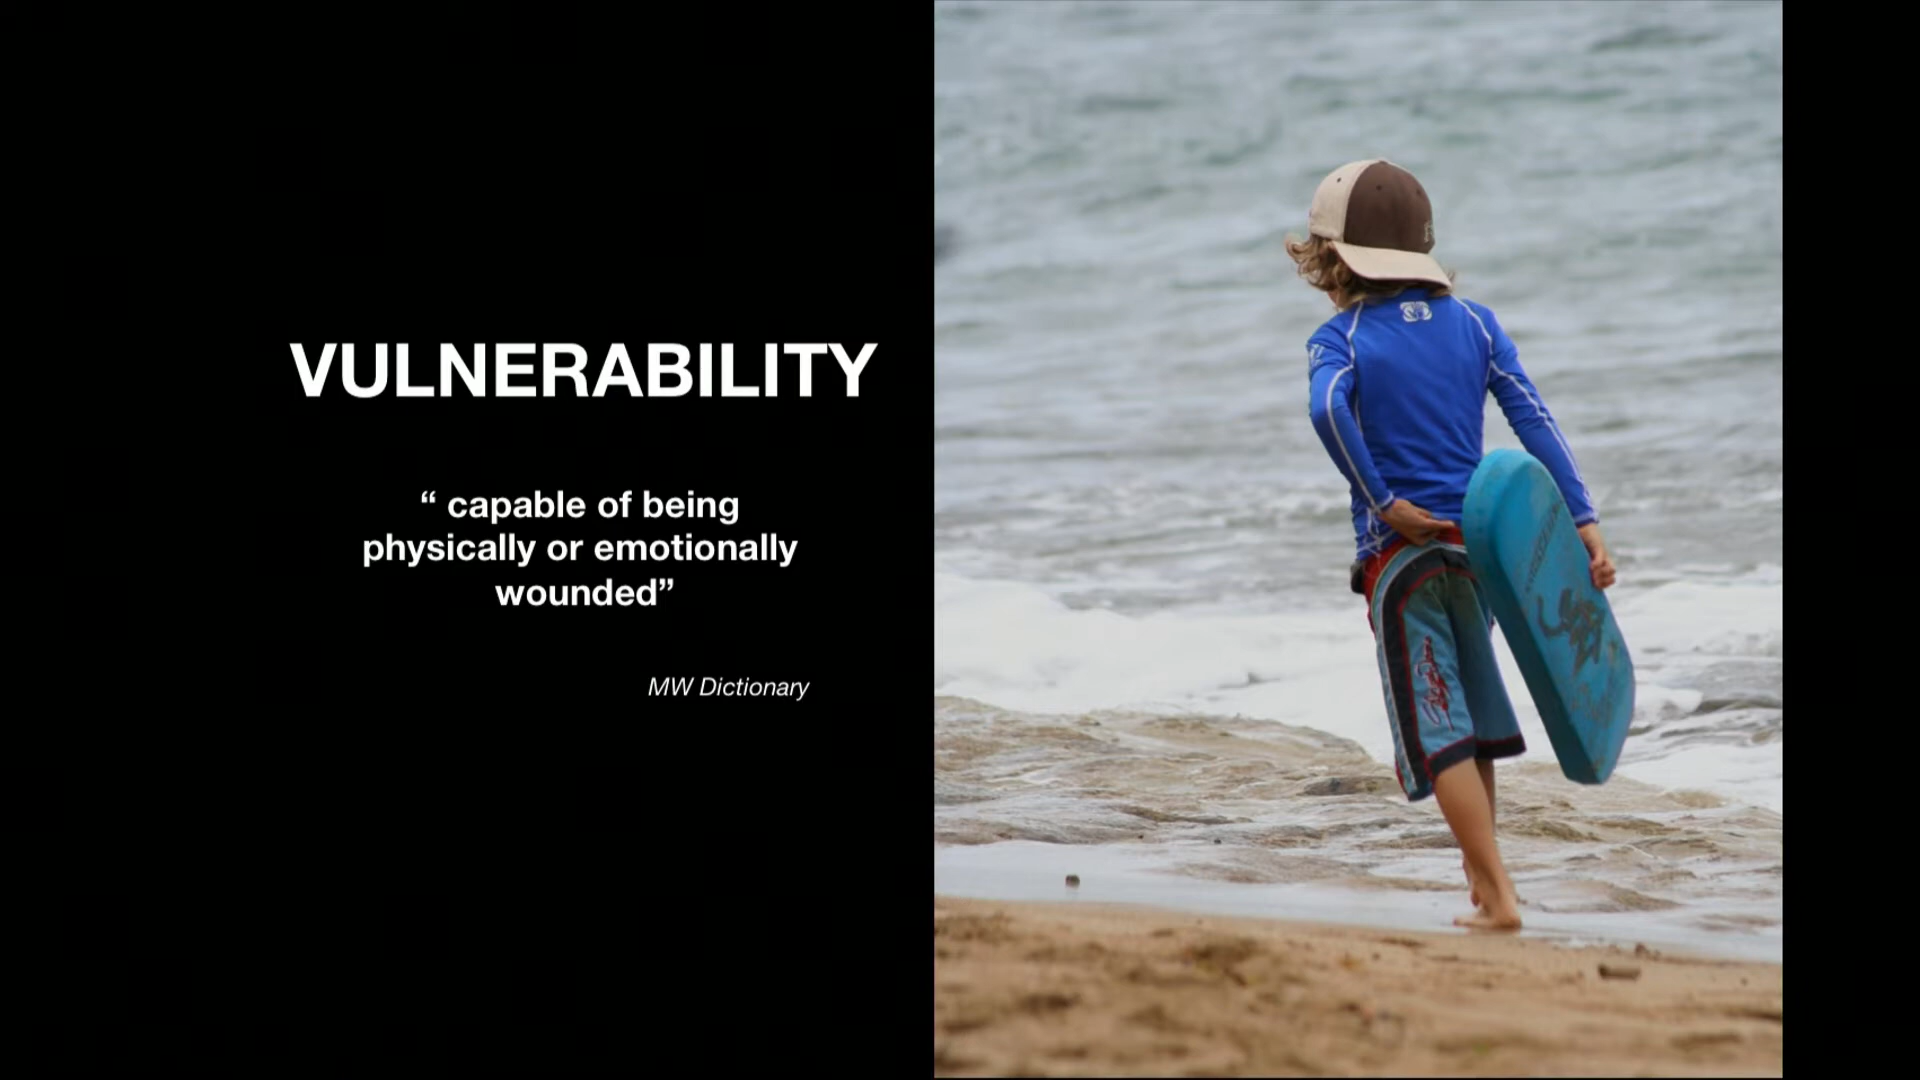 VULNERABILITY
“ capable of being
physically or emotionally
wounded”
MW Dictionary